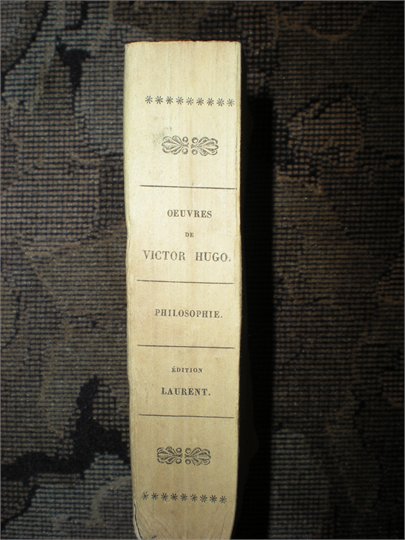 OEUVRES
DE
VICTOR HUGO.
PHILOSOPHIE.
ÉDITION
LAURENT.